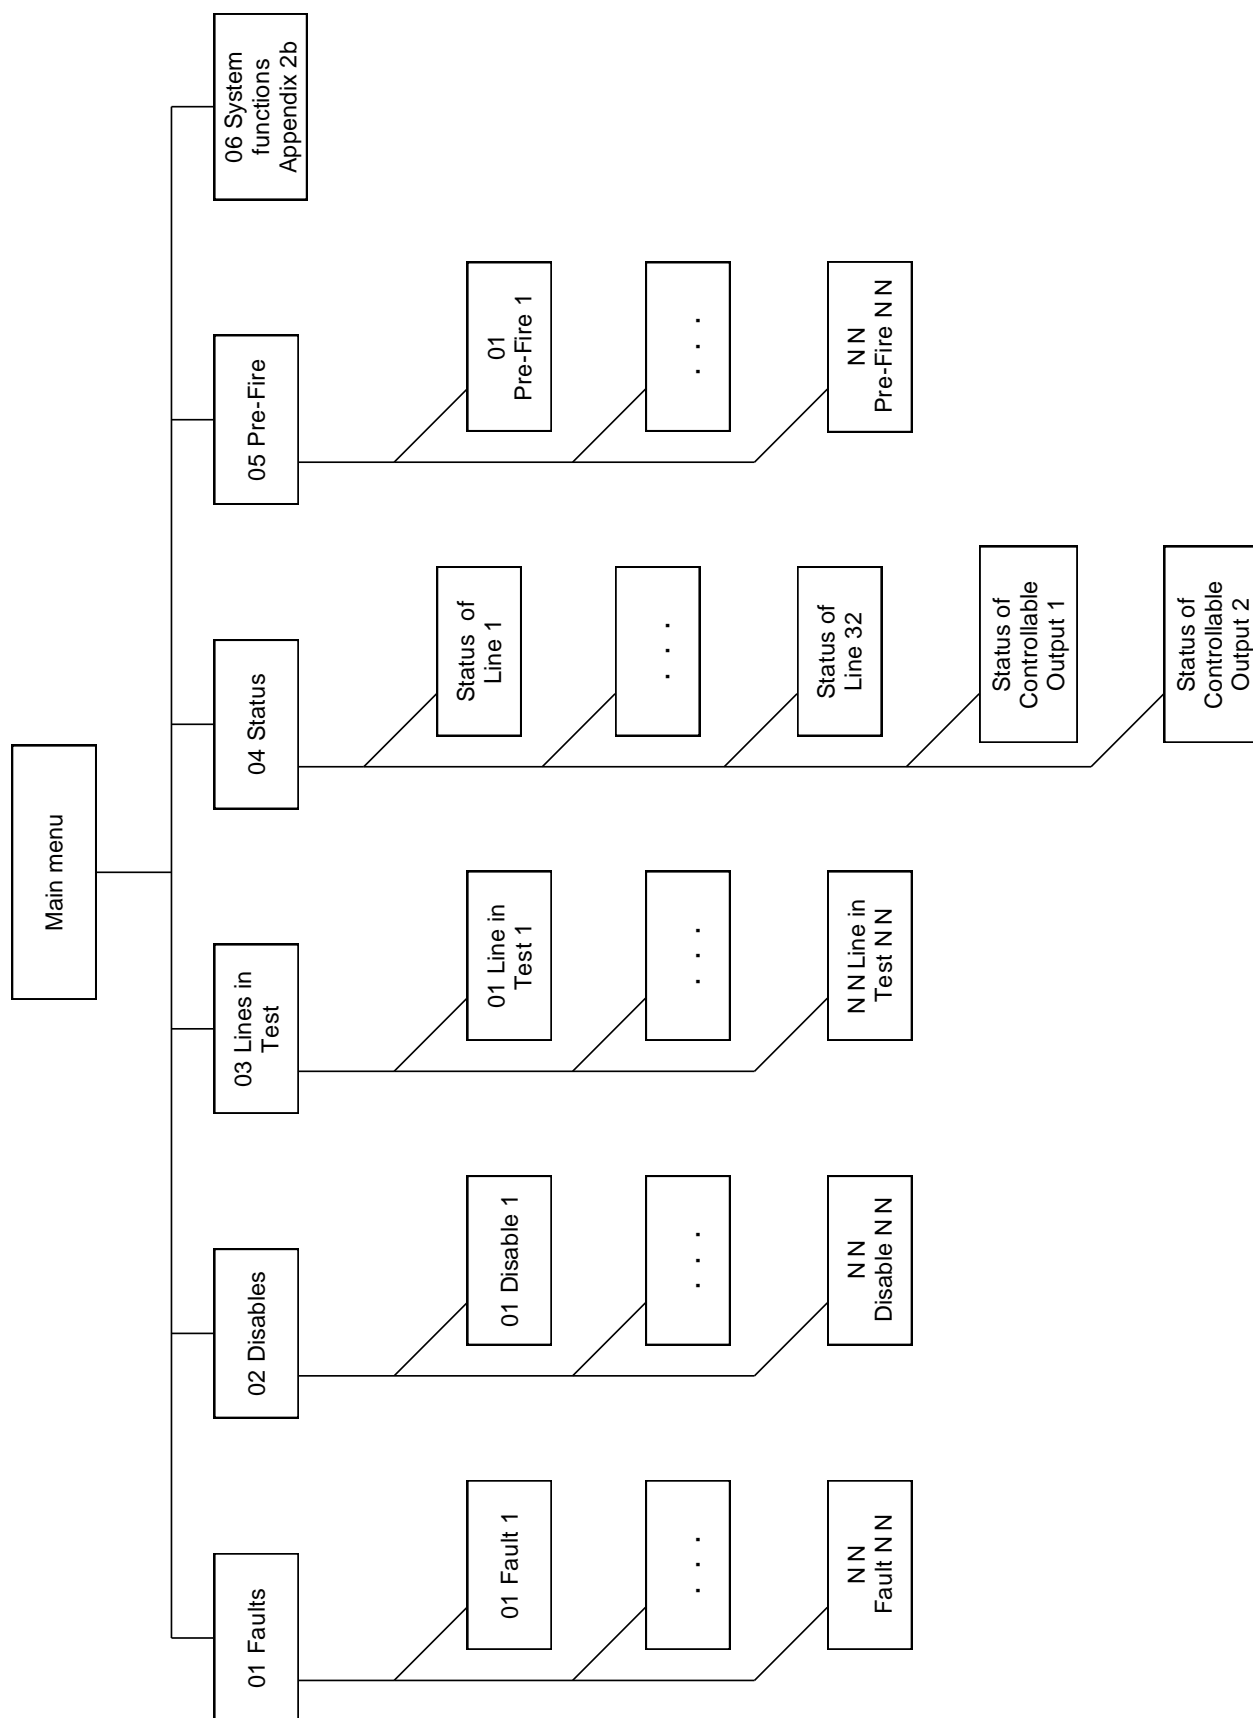 Main menu
01 Faults
02 Disables
03 Lines in
Test
04 Status
05 Pre-Fire
06 System
functions
Appendix 2b
01 Fault 1
. . .
N N
Fault N N
01 Disable 1
. . .
N N
Disable N N
01 Line in
Test 1
. . .
N N Line in
Test N N
Status of
Line 1
. . .
Status of
Line 32
Status of
Controllable
Output 1
Status of
Controllable
Output 2
01
Pre-Fire 1
. . .
N N
Pre-Fire N N